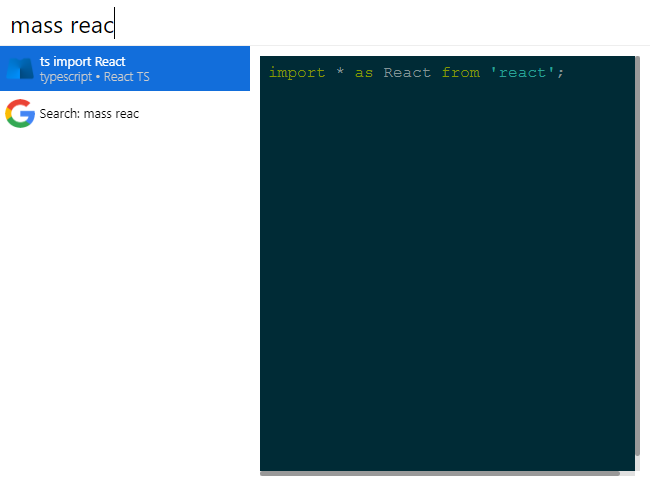 mass reac
ts import React
typescript • React TS
Search: mass reac
import * as React from 'react';